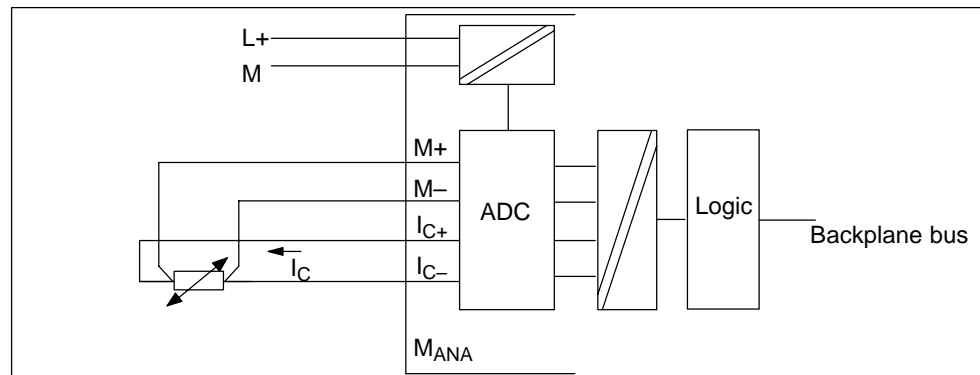 L+
M
M+
M–
IC+
IC
IC–
MANA
ADC
Logic
Backplane bus